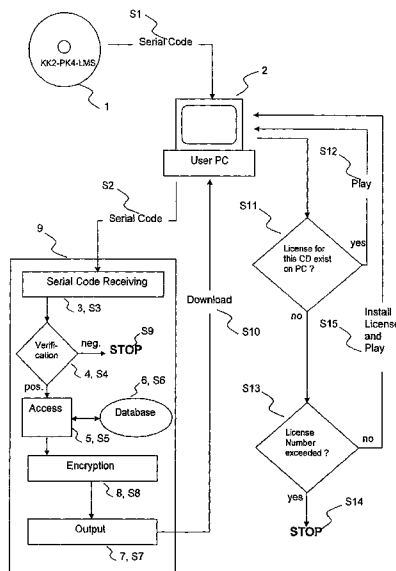 S1
Serial Code
KK2-PK4-LMS
1
2
User PC
S2
Serial Code
9
Serial Code Receiving
3, S3
Verifi-
cation
neg.
S9
STOP
4, S4
pos.
Access
5, S5
6, S6
Database
Encryption
8, S8
Output
7, S7
Download
S10
S12
Play
S11
License for
this CD exist
on PC ?
yes
no
Install
License
and
Play
S15
S13
License
Number
exceeded ?
no
yes
S14
STOP